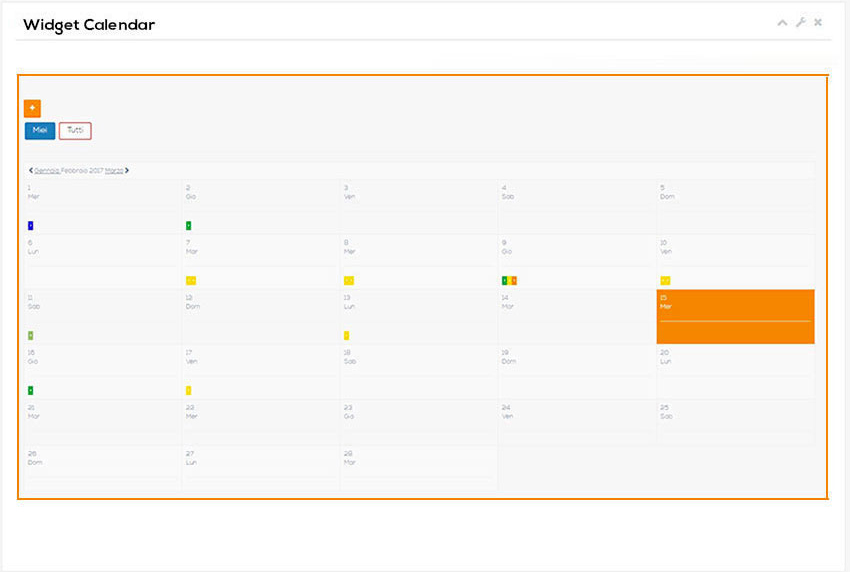 Widget Calendar
+
Miei Tutti
Gennaio Febbraio 2017 Marzo
1 2 3 4 5
Mer Gio Ven Sab Dom
6 7 8 9 10
Lun Mar Mer Gio Ven
11 12 13 14 15
Sab Dom Lun Mar Mer
16 17 18 19 20
Gio Ven Sab Dom Lun
21 22 23 24 25
Mar Mer Gio Ven Sab
26 27 28
Dom Lun Mar